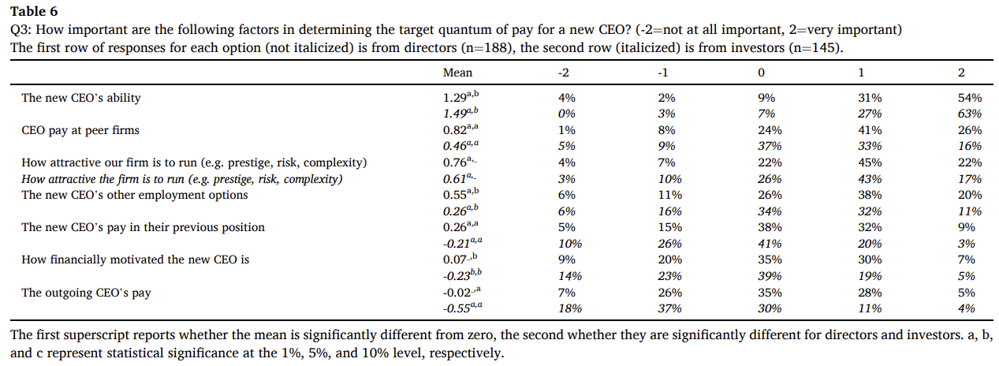 Table 6
Q3: How important are the following factors in determining the target quantum of pay for a new CEO? (-2=not at all important, 2=very important)
The first row of responses for each option (not italicized) is from directors (n=188), the second row (italicized) is from investors (n=145).
Mean -2 -1 0 1 2
The new CEO's ability 1.29a,b 4% 2% 9% 31% 54%
1.49a,b 0% 3% 7% 27% 63%
CEO pay at peer firms 0.82a,a 1% 8% 24% 41% 26%
0.46a,a 5% 9% 37% 33% 16%
How attractive our firm is to run (e.g. prestige, risk, complexity) 0.76a,- 4% 7% 22% 45% 22%
How attractive the firm is to run (e.g. prestige, risk, complexity) 0.61a,- 3% 10% 26% 43% 17%
The new CEO's other employment options 0.55a,b 6% 11% 26% 38% 20%
0.26a,b 6% 16% 34% 32% 11%
The new CEO's pay in their previous position 0.26a,a 5% 15% 38% 32% 9%
-0.21a,a 10% 26% 41% 20% 3%
How financially motivated the new CEO is 0.07-,b 9% 20% 35% 30% 7%
-0.23b,b 14% 23% 39% 19% 5%
The outgoing CEO's pay -0.02-,a 7% 26% 35% 28% 5%
-0.55a,a 18% 37% 30% 11% 4%
The first superscript reports whether the mean is significantly different from zero, the second whether they are significantly different for directors and investors. a, b,
and c represent statistical significance at the 1%, 5%, and 10% level, respectively.